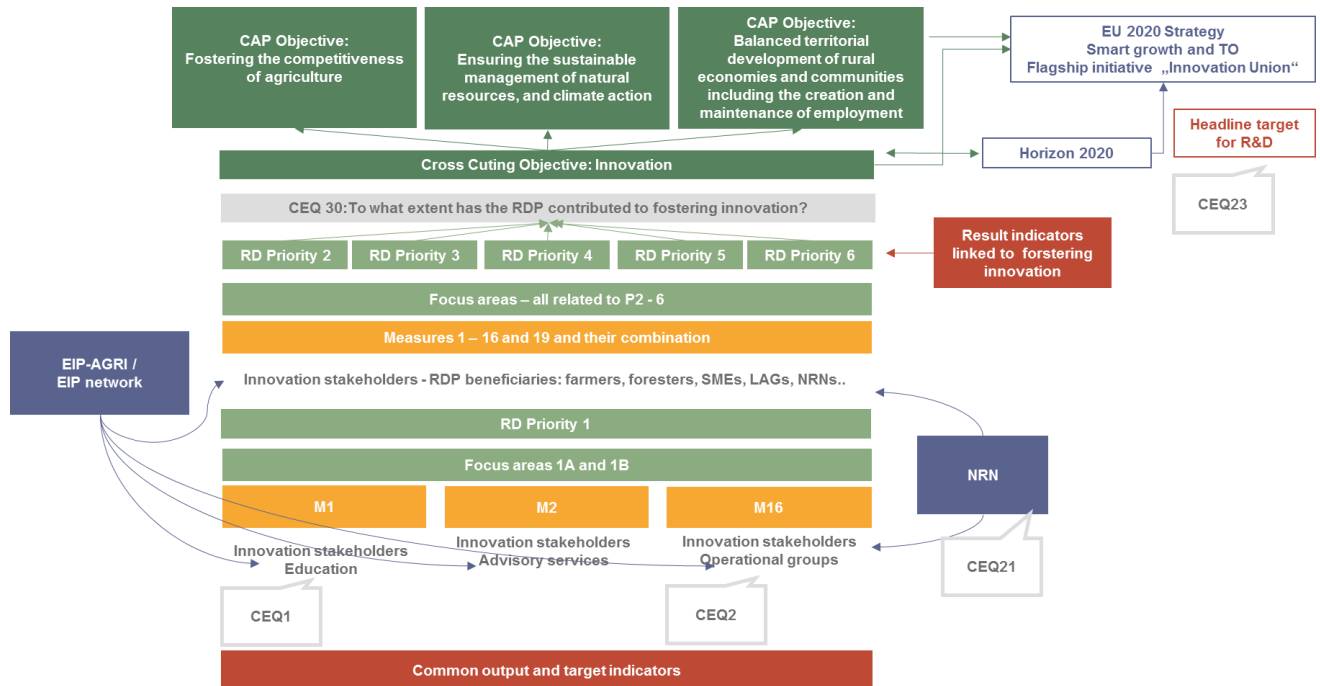 CAP Objective:
Fostering the competitiveness
of agriculture
CAP Objective:
Ensuring the sustainable
management of natural
resources, and climate action
CAP Objective:
Balanced territorial
development of rural
economies and communities
including the creation and
maintenance of employment
EU 2020 Strategy
Smart growth and TO
Flagship initiative „Innovation Union“
Headline target
for R&D
Cross Cuting Objective: Innovation
Horizon 2020
CEQ23
CEQ 30: To what extent has the RDP contributed to fostering innovation?
RD Priority 2
RD Priority 3
RD Priority 4
RD Priority 5
RD Priority 6
Result indicators
linked to forstering
innovation
Focus areas – all related to P2 - 6
Measures 1 – 16 and 19 and their combination
EIP-AGRI /
EIP network
Innovation stakeholders - RDP beneficiaries: farmers, foresters, SMEs, LAGs, NRNs..
RD Priority 1
Focus areas 1A and 1B
NRN
M1
M2
M16
Innovation stakeholders
Education
Innovation stakeholders
Advisory services
Innovation stakeholders
Operational groups
CEQ21
CEQ1
CEQ2
Common output and target indicators